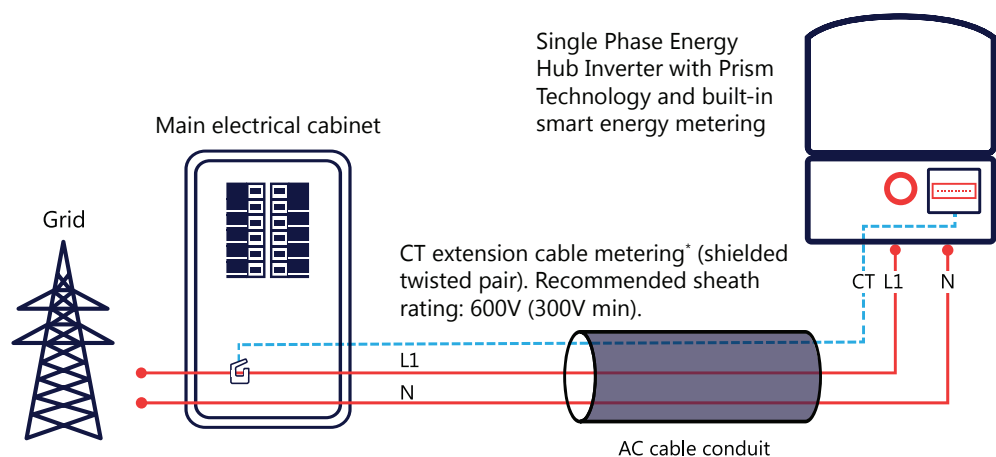 Single Phase Energy
Hub Inverter with Prism
Technology and built-in
smart energy metering
Main electrical cabinet
Grid
CT extension cable metering* (shielded
twisted pair). Recommended sheath
rating: 600V (300V min).
CT L1 N
L1
N
AC cable conduit